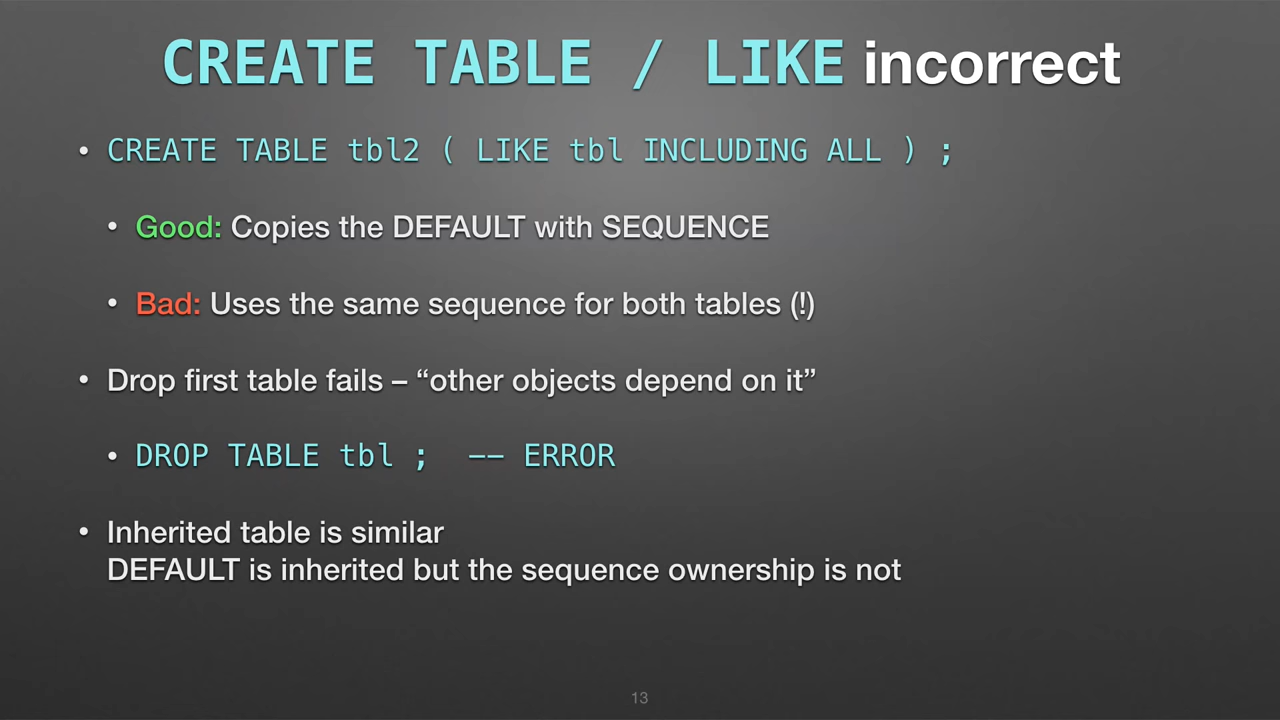 CREATE TABLE / LIKE incorrect
• CREATE TABLE tbl2 ( LIKE tbl INCLUDING ALL ) ;
• Good: Copies the DEFAULT with SEQUENCE
• Bad: Uses the same sequence for both tables (!)
• Drop first table fails – “other objects depend on it”
• DROP TABLE tbl ;  -- ERROR
• Inherited table is similar
DEFAULT is inherited but the sequence ownership is not
13